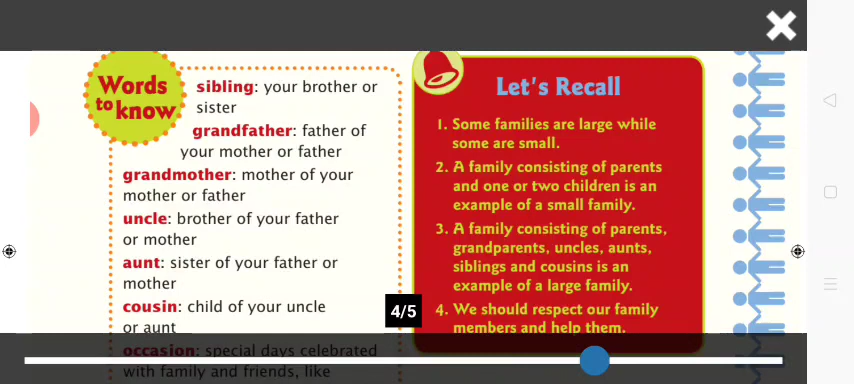 Words
to know
sibling: your brother or
sister
grandfather: father of
your mother or father
grandmother: mother of your
mother or father
uncle: brother of your father
or mother
aunt: sister of your father or
mother
cousin: child of your uncle
or aunt
occasion: special days celebrated
with family and friends, like
Let's Recall
1. Some families are large while
some are small.
2. A family consisting of parents
and one or two children is an
example of a small family.
3. A family consisting of parents,
grandparents, uncles, aunts,
siblings and cousins is an
example of a large family.
4. We should respect our family
members and help them.
4/5